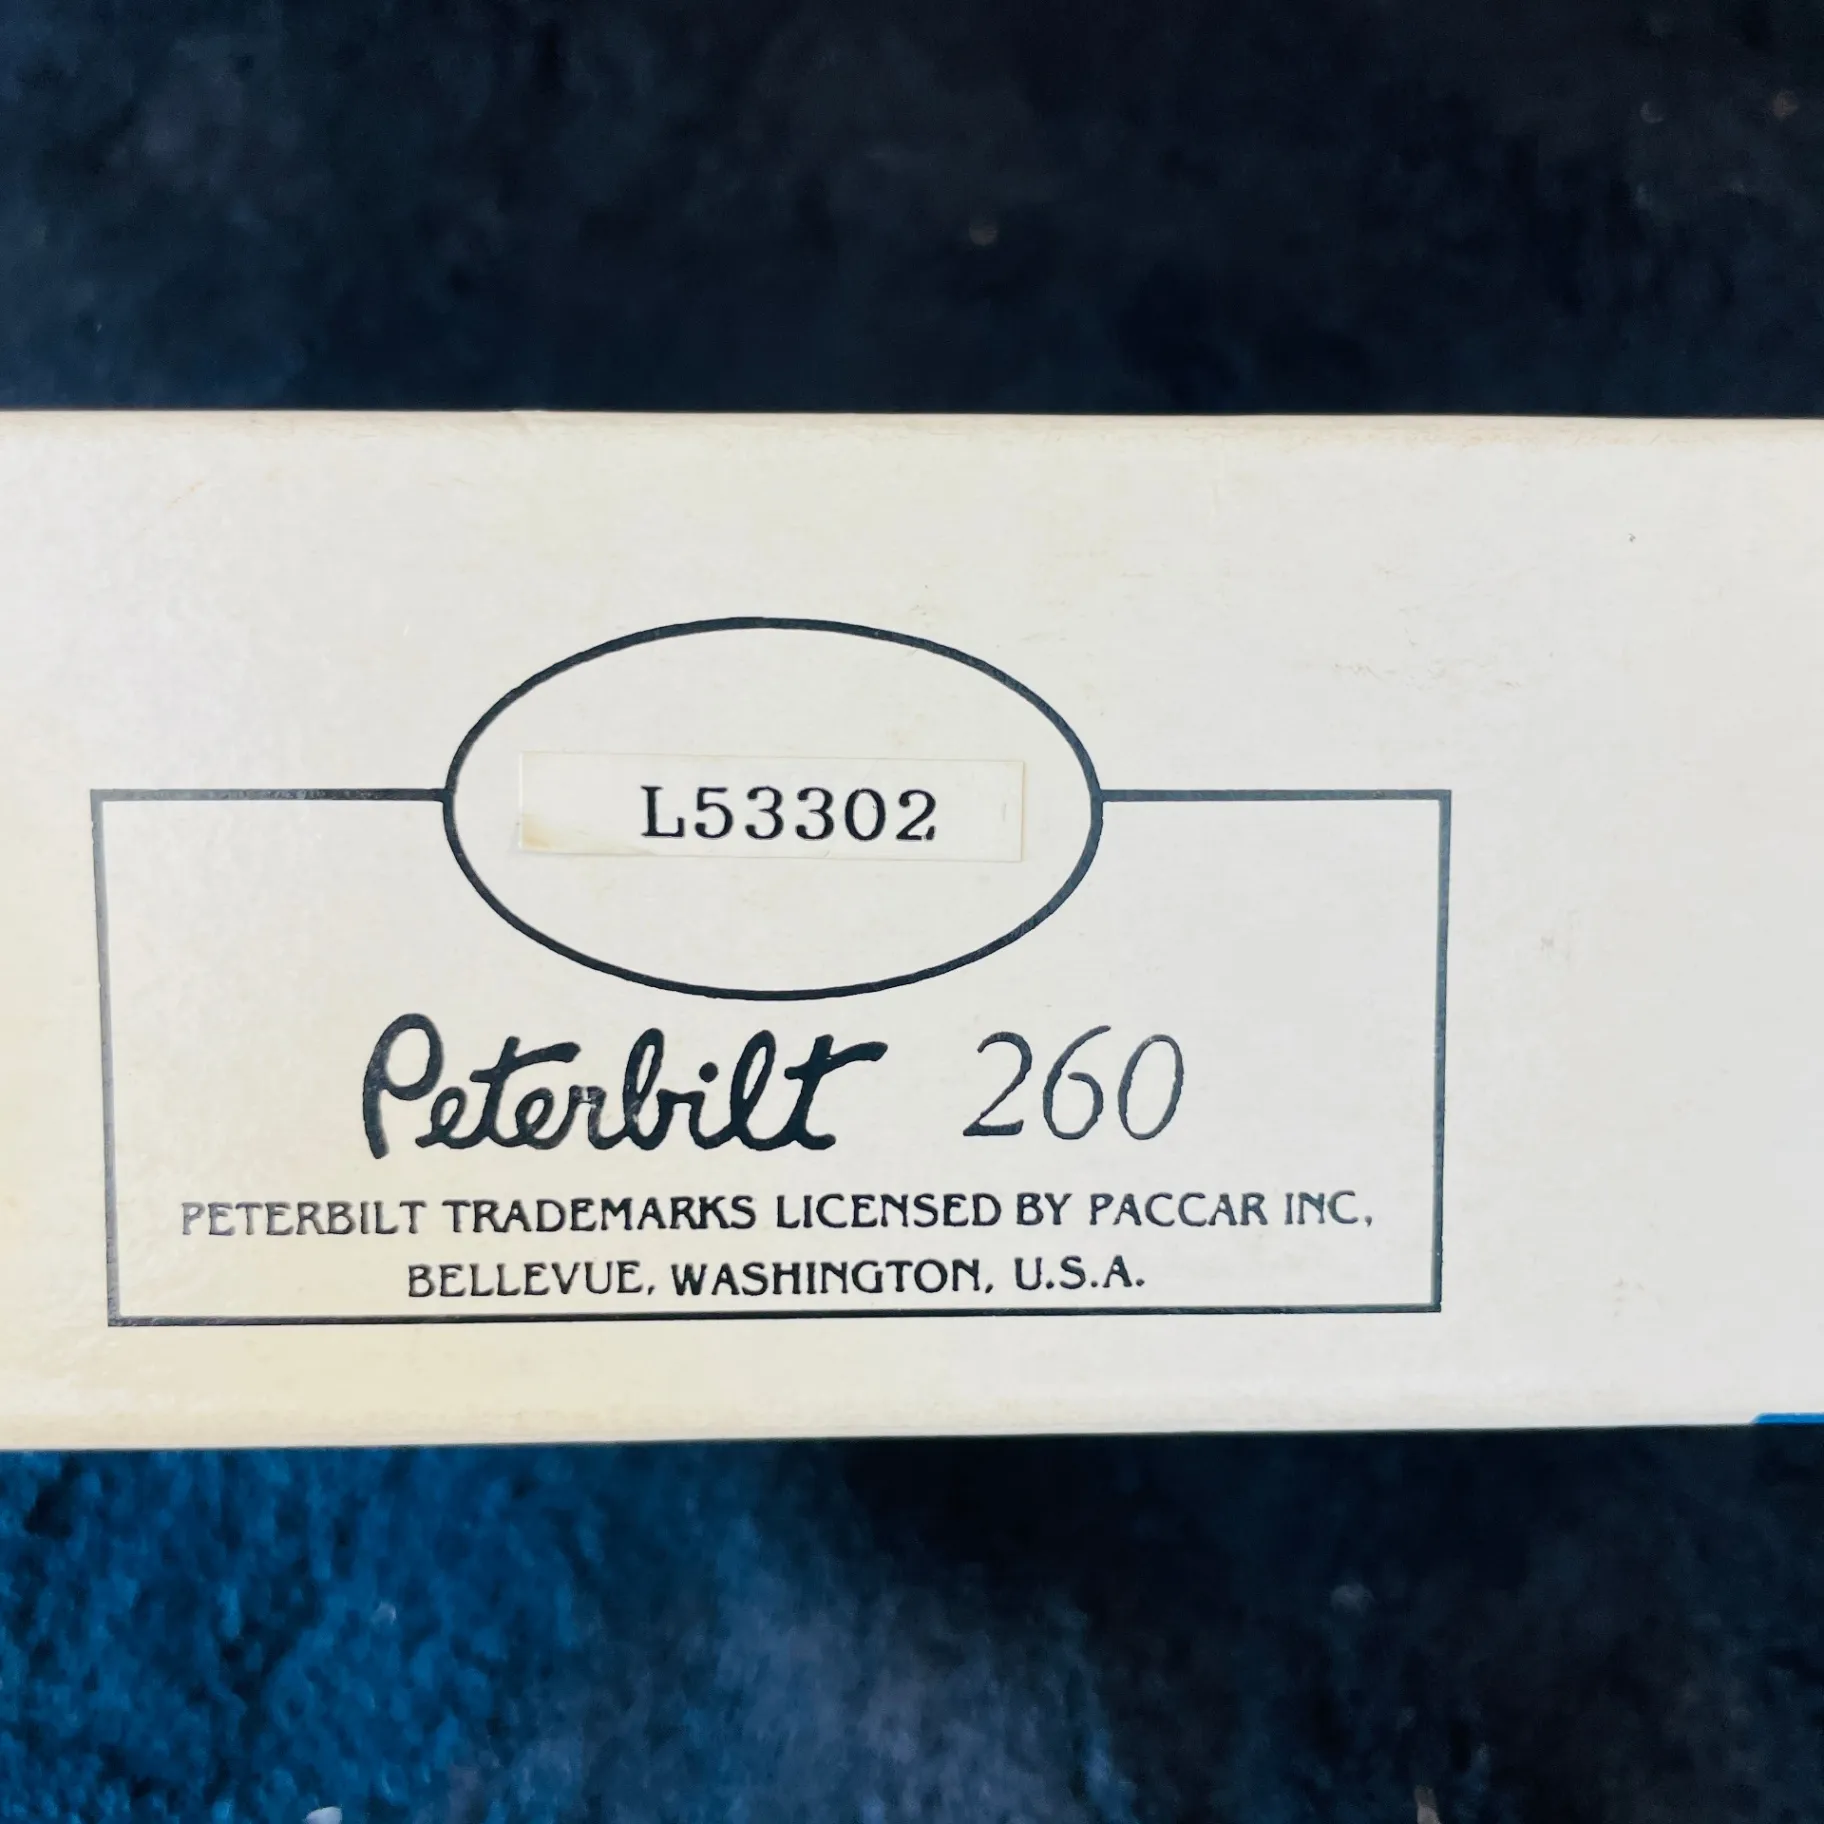 L53302
Peterbilt 260
PETERBILT TRADEMARKS LICENSED BY PACCAR INC,
BELLEVUE, WASHINGTON, U.S.A.